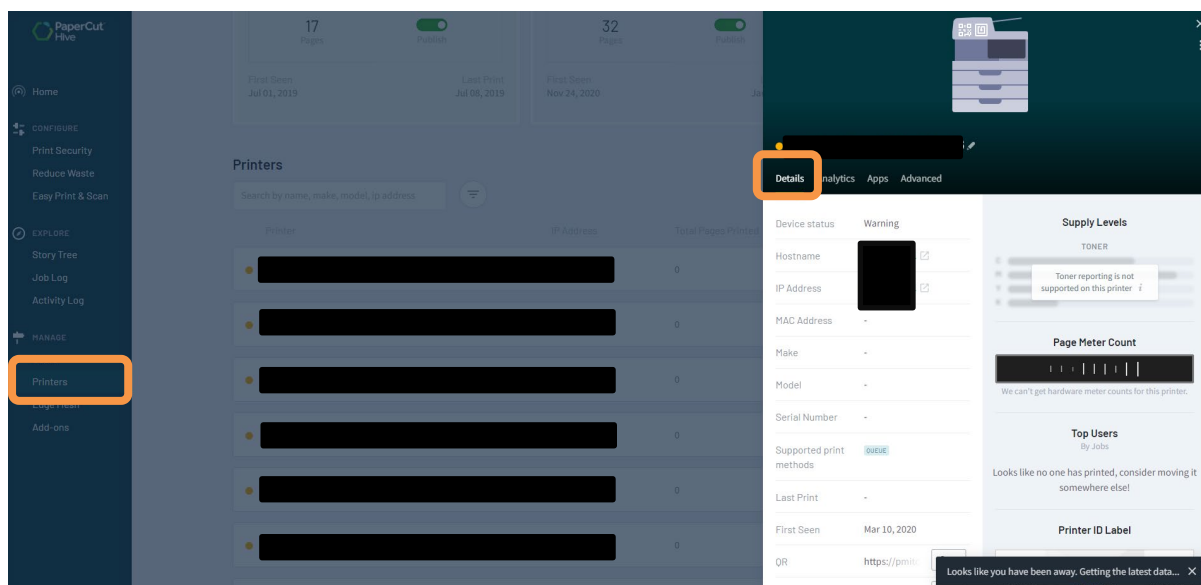 PaperCut
Hive
Home
CONFIGURE
Print Security
Reduce Waste
Easy Print & Scan
EXPLORE
Story Tree
Job Log
Activity Log
MANAGE
Printers
Edge Mesh
Add-ons
17
Pages
Publish
32
Pages
Publish
First Seen
Jul 01, 2019
Last Print
Jul 08, 2019
First Seen
Nov 24, 2020
Printers
Search by name, make, model, ip address
Printer
IP Address
Total Pages Printed
0
0
0
0
0
0
Details
Analytics
Apps
Advanced
Device status
Warning
Hostname
IP Address
MAC Address
-
Make
-
Model
-
Serial Number
-
Supported print
methods
QUEUE
Last Print
-
First Seen
Mar 10, 2020
QR
Supply Levels
TONER
C
M
Y
K
Toner reporting is not
supported on this printer i
Page Meter Count
We can't get hardware meter counts for this printer.
Top Users
By Jobs
Looks like no one has printed, consider moving it
somewhere else!
Printer ID Label
Looks like you have been away. Getting the latest data... ×